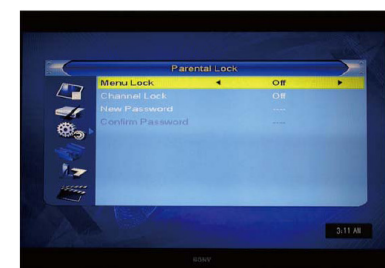 Parental Lock
Menu Lock Off
Channel Lock Off
New Password ----
Confirm Password ----
3:11 AM
SONY